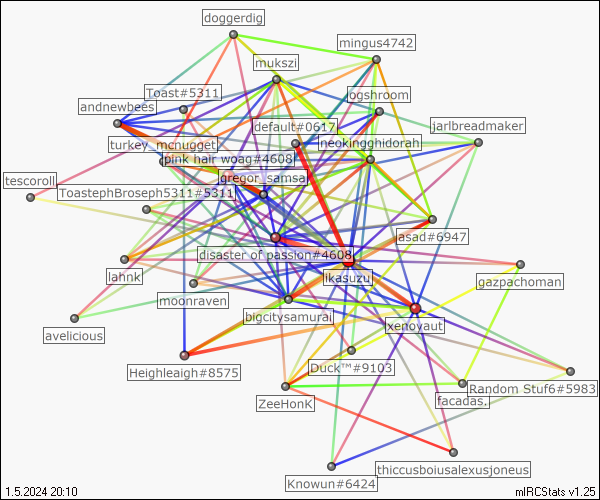 doggerdig
mingus4742
mukszi
Toast#5311
ogshroom
andnewbees
default#0617
jarlbreadmaker
turkey_mcnugget
neokingghidorah
pink hair woag#4608
tescoroll
gregor_samsa
ToastephBroseph5311#5311
jasad#6947
disaster of passion#4608
lahnk
likasuzuj
gazpachoman
moonraven
bigcitysamurai
xenoyaut
avelicious
Heighleaigh#8575
Duck™#9103
Random Stuf6#5983
ZeeHonK
facadas.
thiccusboiusalexusjoneus
Knowun#6424
1.5.2024 20:10
mIRCStats v1.25